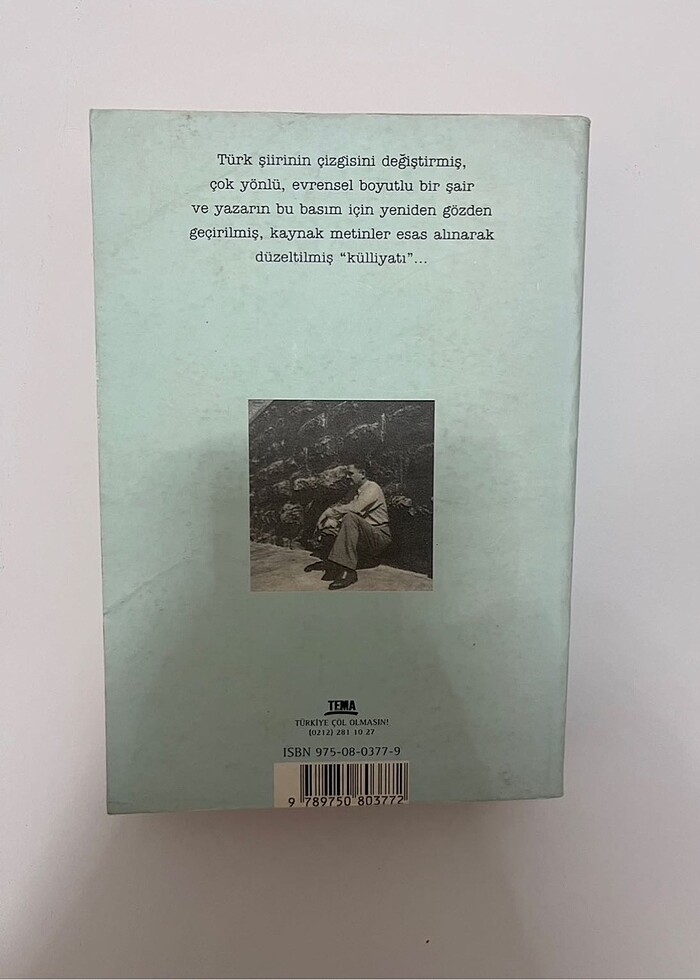 Türk şiirinin çizgisini değiştirmiş,
çok yönlü, evrensel boyutlu bir şair
ve yazarın bu basım için yeniden gözden
geçirilmiş, kaynak metinler esas alınarak
düzeltilmiş “külliyatı”...
TEMA
TÜRKİYE ÇÖL OLMASIN!
(0212) 281 10 27
ISBN 975-08-0377-9
9 789750 803772